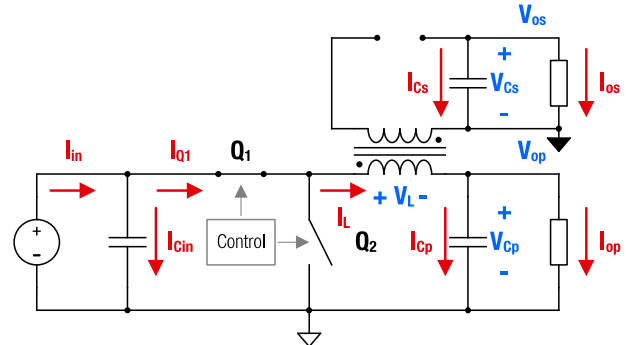 Vos
+
ICs
VCs
Ios
-
Vop
Iin
IQ1
Q1
+ VL -
IL
+
+
-
ICin
Control
Q2
ICp
VCp
Iop
-